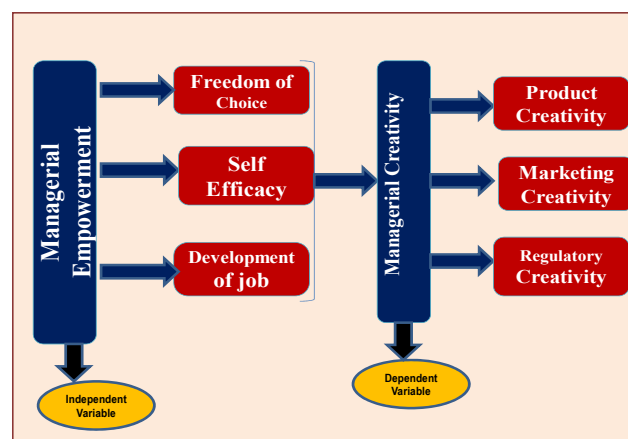 Managerial
Empowerment
Freedom of
Choice
Self
Efficacy
Development
of job
Independent
Variable
Managerial Creativity
Product
Creativity
Marketing
Creativity
Regulatory
Creativity
Dependent
Variable